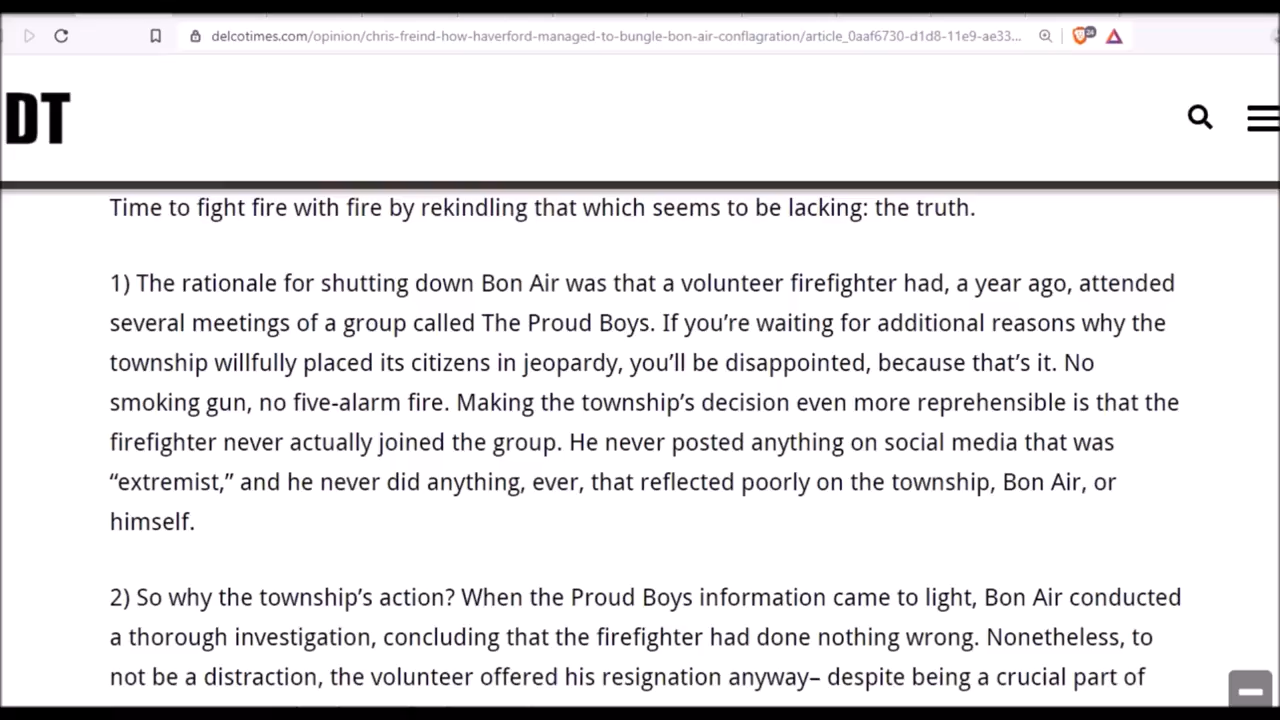 delcotimes.com/opinion/chris-freind-how-haverford-managed-to-bungle-bon-air-conflagration/article_0aaf6730-d1d8-11e9-ae33...
DT
Time to fight fire with fire by rekindling that which seems to be lacking: the truth.
1) The rationale for shutting down Bon Air was that a volunteer firefighter had, a year ago, attended
several meetings of a group called The Proud Boys. If you’re waiting for additional reasons why the
township willfully placed its citizens in jeopardy, you’ll be disappointed, because that’s it. No
smoking gun, no five-alarm fire. Making the township’s decision even more reprehensible is that the
firefighter never actually joined the group. He never posted anything on social media that was
“extremist,” and he never did anything, ever, that reflected poorly on the township, Bon Air, or
himself.
2) So why the township’s action? When the Proud Boys information came to light, Bon Air conducted
a thorough investigation, concluding that the firefighter had done nothing wrong. Nonetheless, to
not be a distraction, the volunteer offered his resignation anyway– despite being a crucial part of